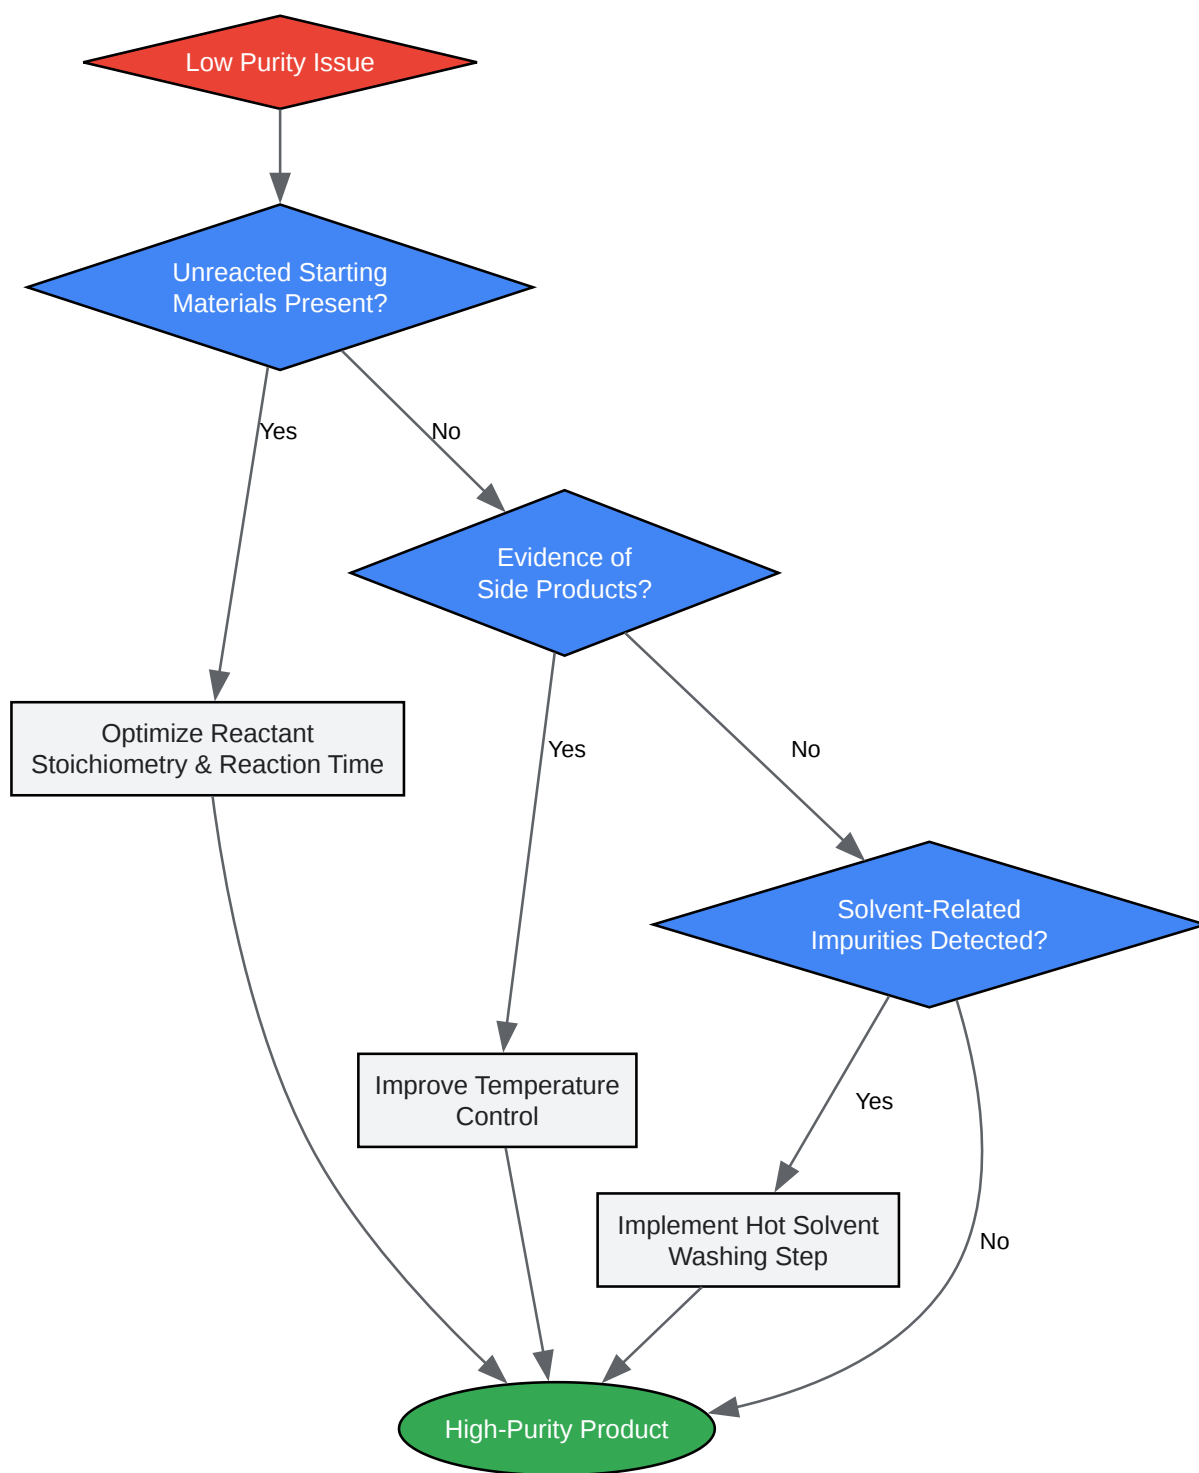 Low Purity Issue
Unreacted Starting
Materials Present?
Yes
No
Evidence of
Side Products?
Optimize Reactant
Stoichiometry & Reaction Time
Yes
No
Solvent-Related
Impurities Detected?
Improve Temperature
Control
Yes
Implement Hot Solvent
Washing Step
No
High-Purity Product